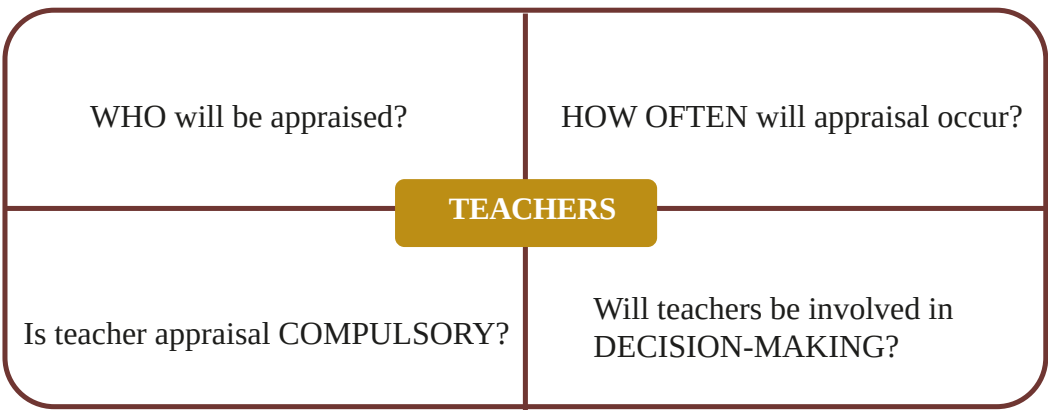 WHO will be appraised?
HOW OFTEN will appraisal occur?
TEACHERS
Is teacher appraisal COMPULSORY?
Will teachers be involved in
DECISION-MAKING?